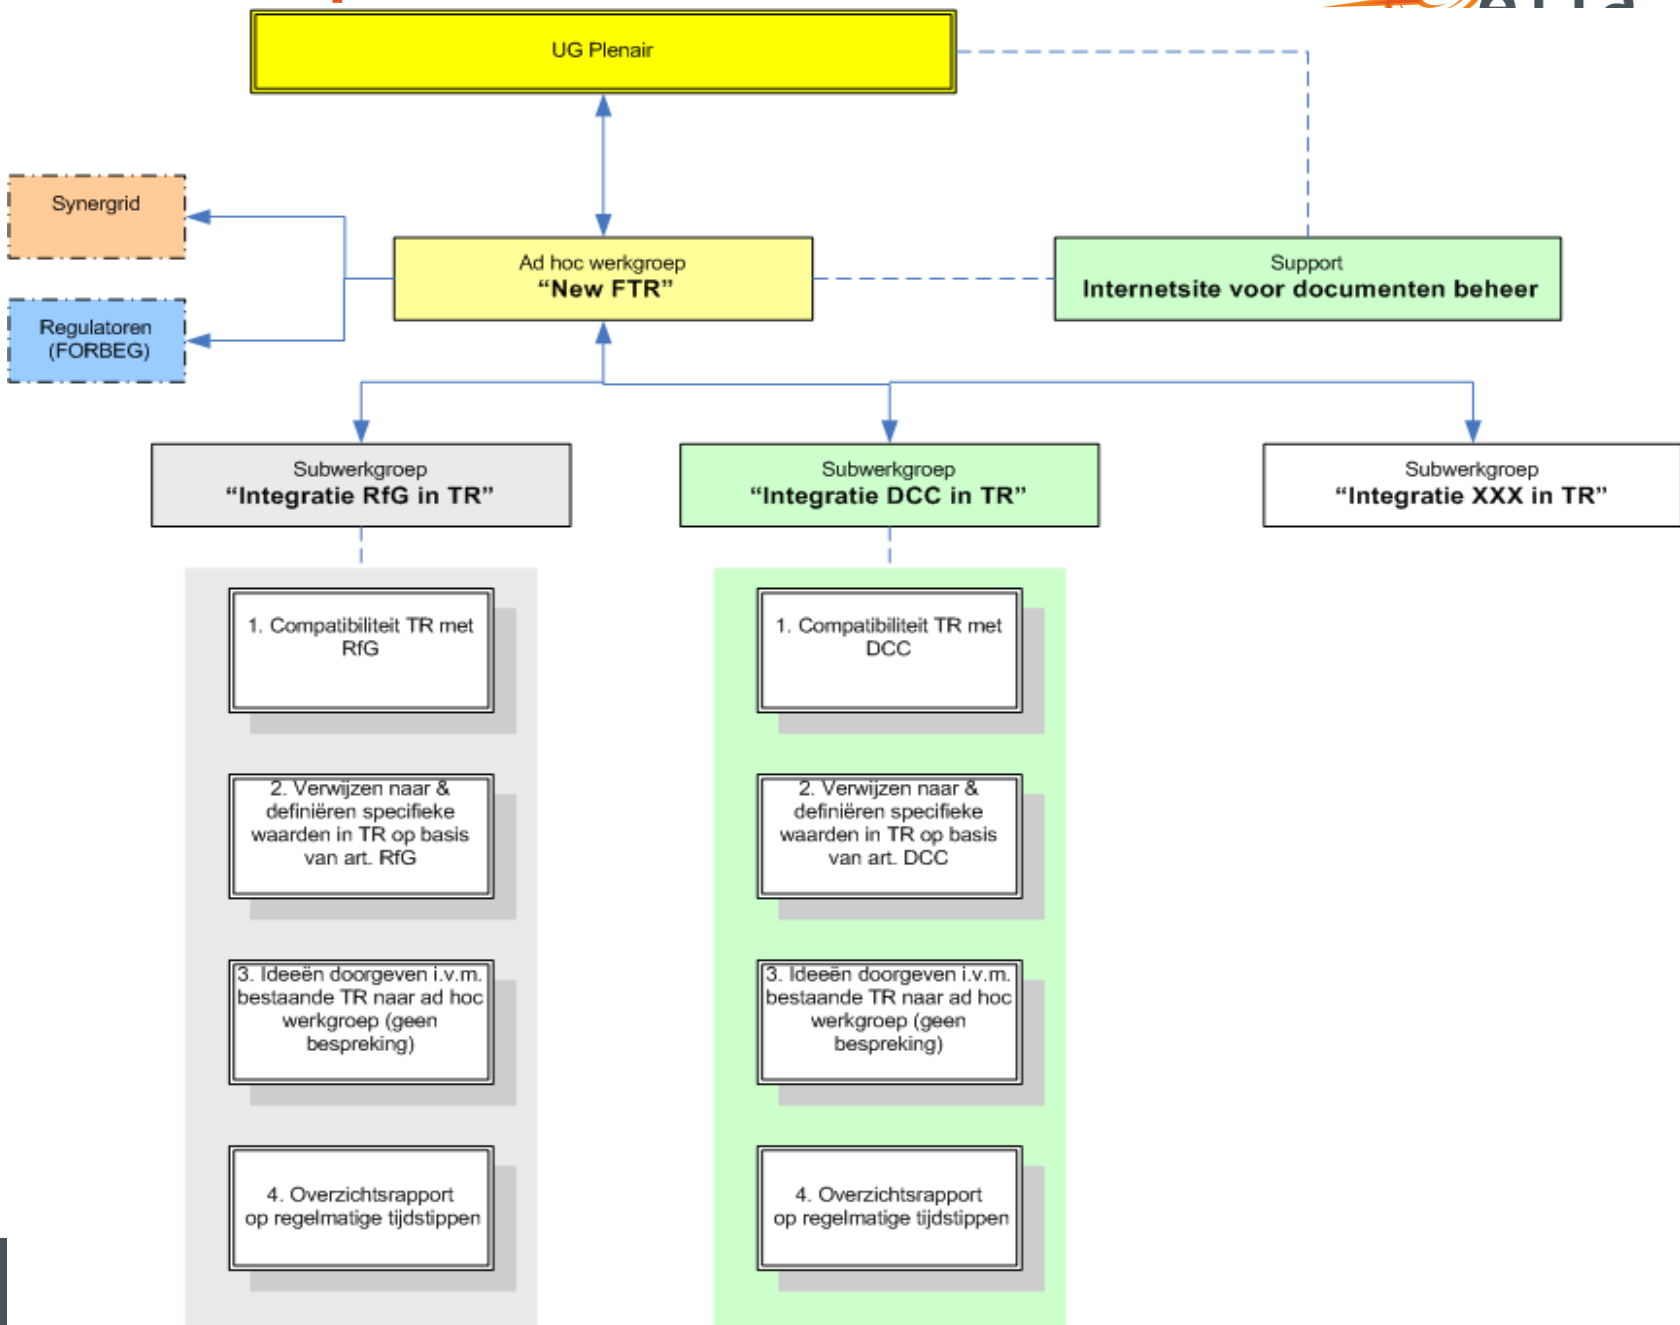 UG Plenair
Synergrid
Regulatoren
(FORBEG)
Ad hoc werkgroep
“New FTR”
Support
Internetsite voor documenten beheer
Subwerkgroep
“Integratie RfG in TR”
Subwerkgroep
“Integratie DCC in TR”
Subwerkgroep
“Integratie XXX in TR”
1. Compatibiliteit TR met
RfG
2. Verwijzen naar &
definiëren specifieke
waarden in TR op basis
van art. RfG
3. Ideeën doorgeven i.v.m.
bestaande TR naar ad hoc
werkgroep (geen
bespreking)
4. Overzichtsrapport
op regelmatige tijdstippen
1. Compatibiliteit TR met
DCC
2. Verwijzen naar &
definiëren specifieke
waarden in TR op basis
van art. DCC
3. Ideeën doorgeven i.v.m.
bestaande TR naar ad hoc
werkgroep (geen
bespreking)
4. Overzichtsrapport
op regelmatige tijdstippen